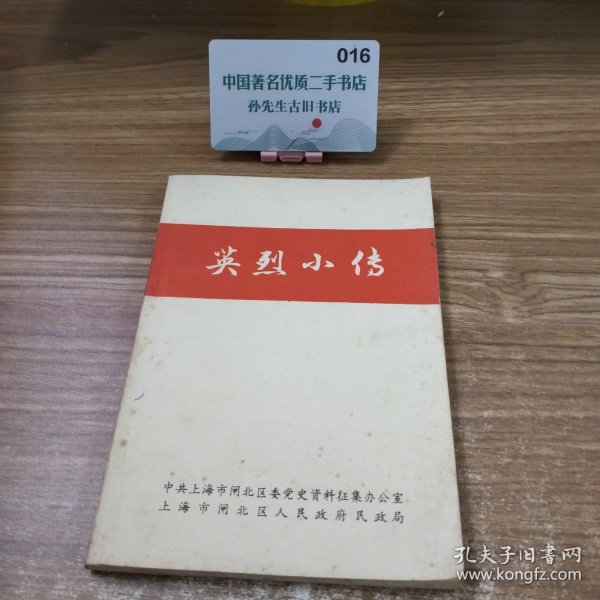 016
中国著名优质二手书店
孙先生古旧书店
英烈小传
中共上海市闸北区委党史资料征集办公室
上海市闸北区人民政府民政局
孔夫子旧书网
www.kongfz.com